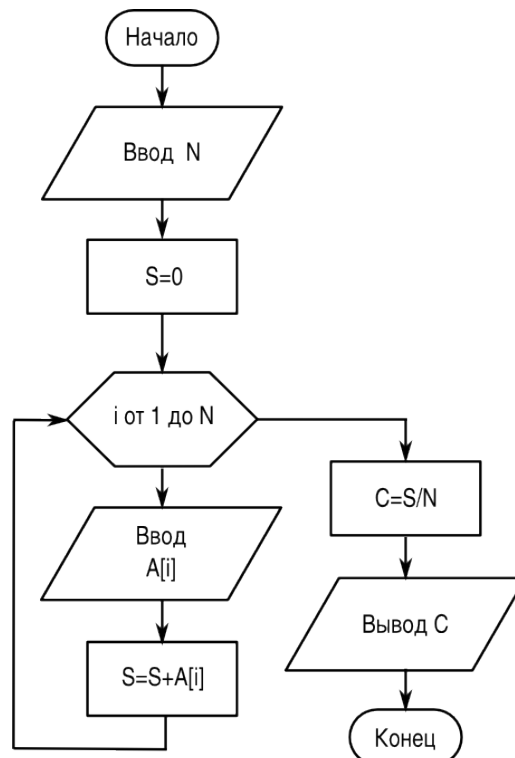 Начало
Ввод N
S=0
i от 1 до N
Ввод
A[i]
S=S+A[i]
C=S/N
Вывод C
Конец